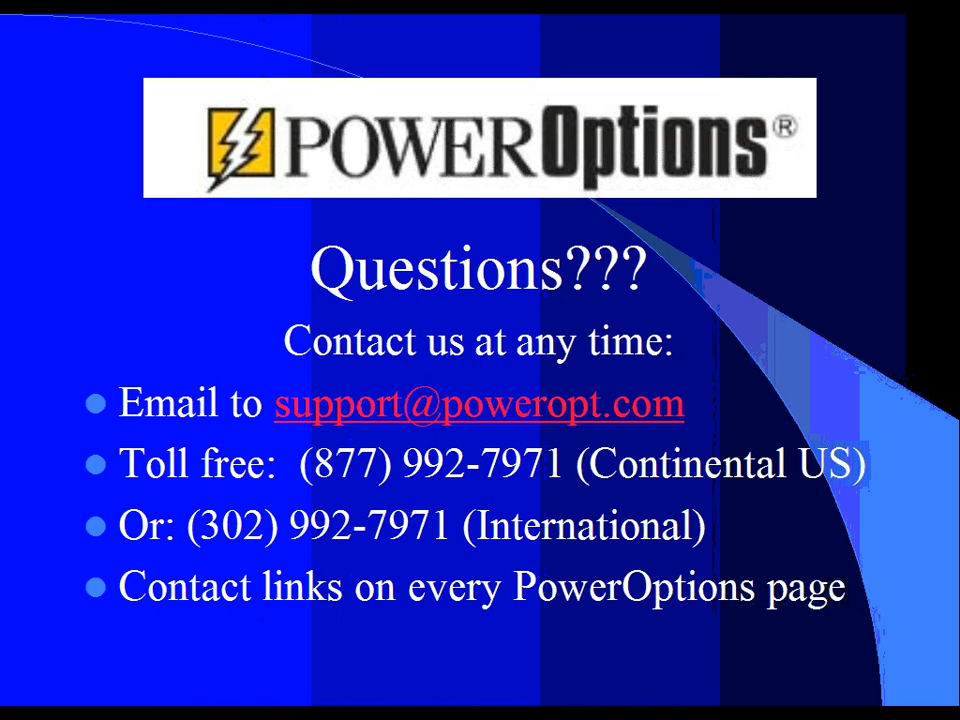 POWEROptions®
Questions???
Contact us at any time:
Email to support@poweropt.com
Toll free: (877) 992-7971 (Continental US)
Or: (302) 992-7971 (International)
Contact links on every PowerOptions page